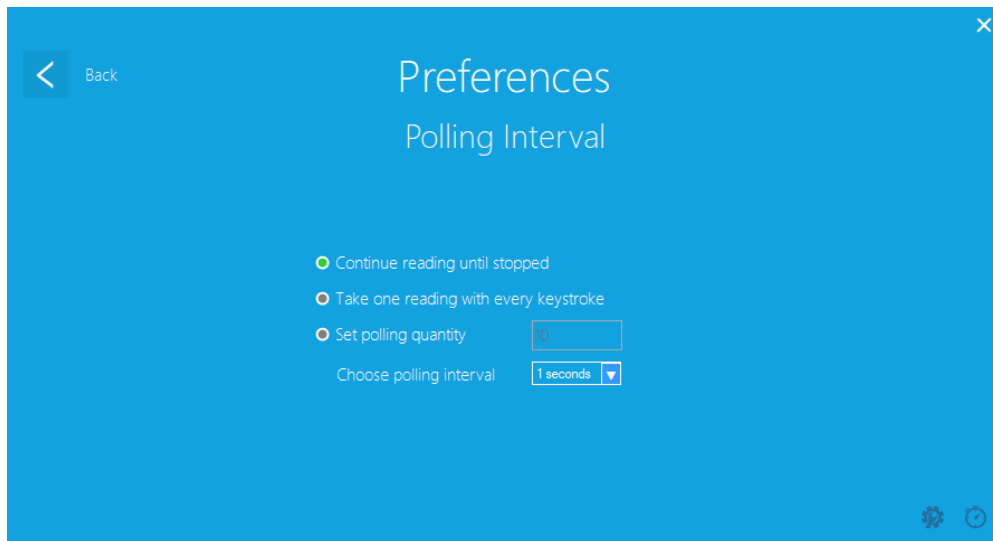 Back
Preferences
Polling Interval
Continue reading until stopped
Take one reading with every keystroke
Set polling quantity 10
Choose polling interval 1 seconds